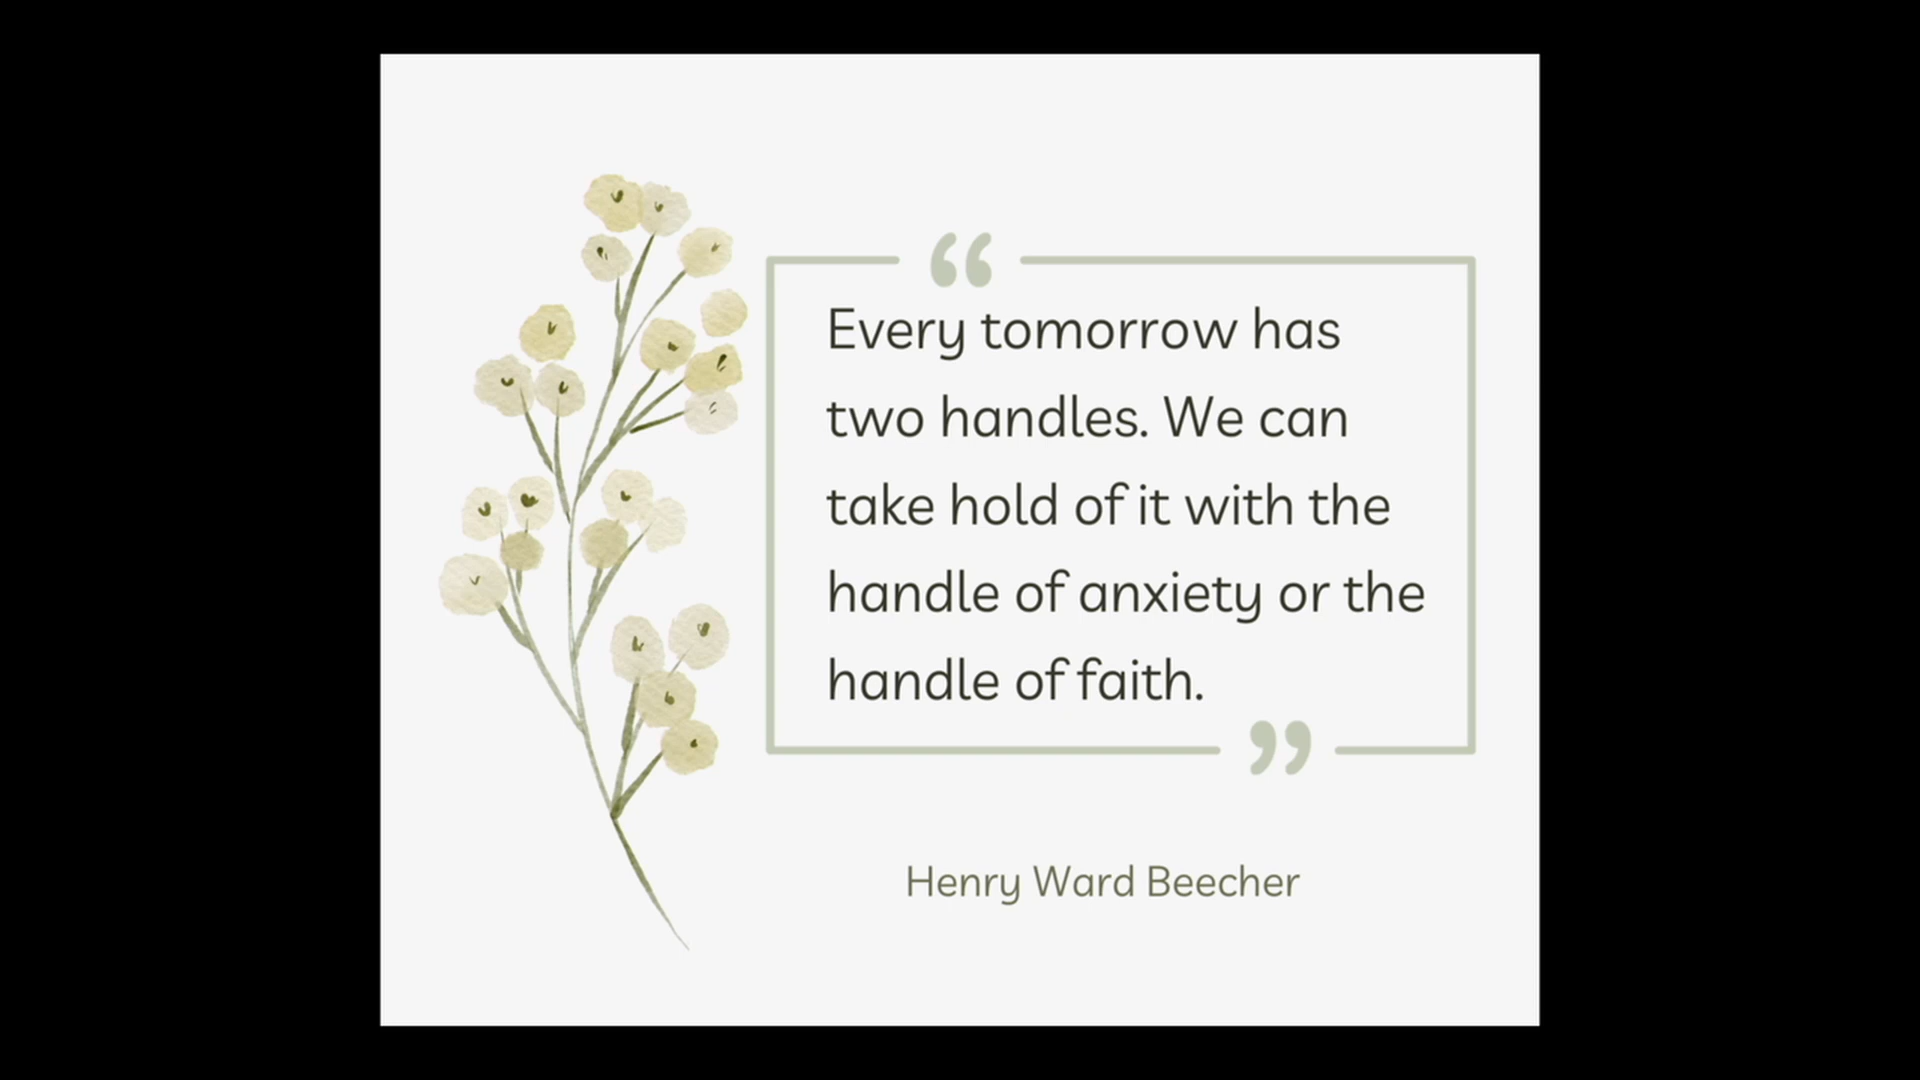 “
Every tomorrow has
two handles. We can
take hold of it with the
handle of anxiety or the
handle of faith.
”
Henry Ward Beecher